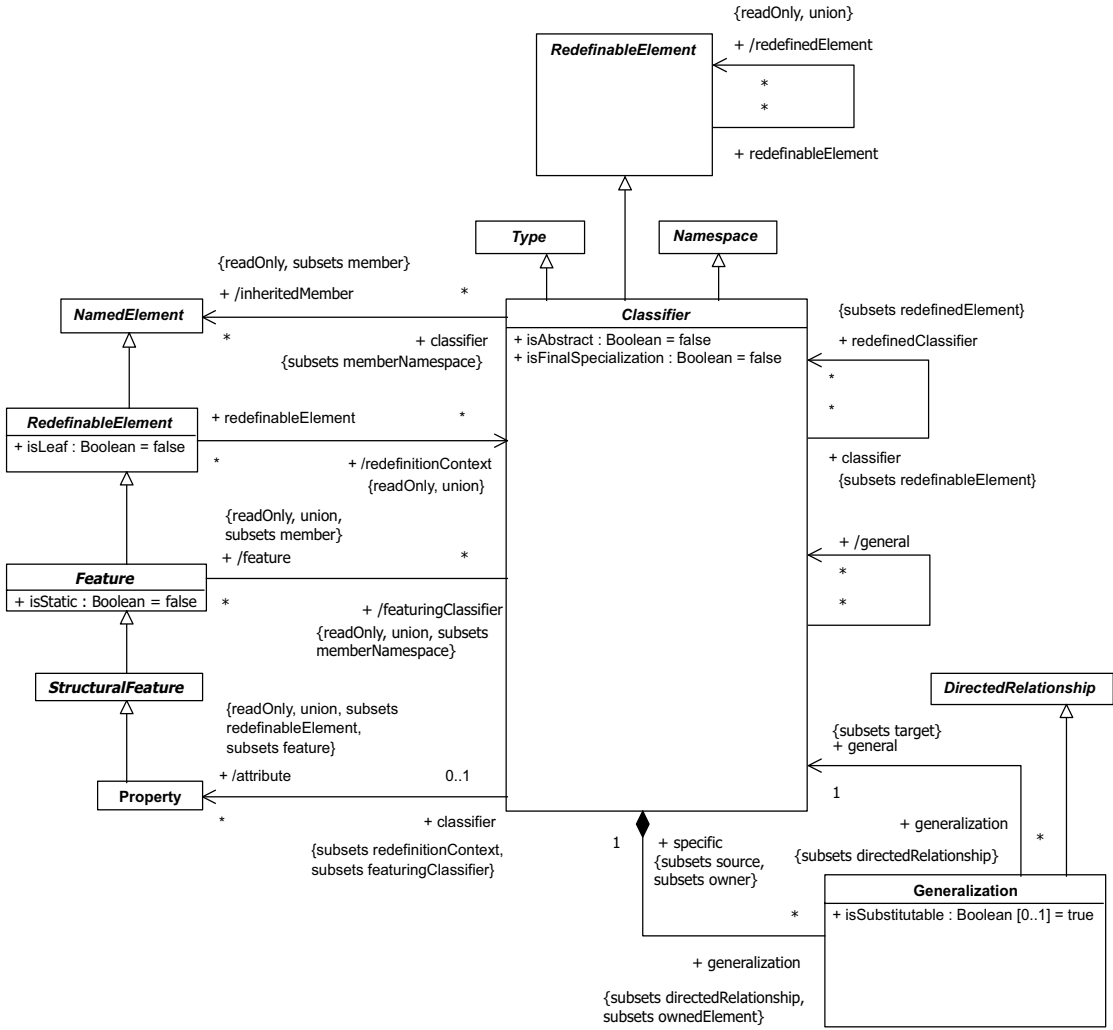 {readOnly, union}
RedefinableElement
+ /redefinedElement
*
*
+ redefinableElement
Type
Namespace
{readOnly, subsets member}
+ /inheritedMember
*
NamedElement
*
+ classifier
{subsets memberNamespace}
Classifier
+ isAbstract : Boolean = false
+ isFinalSpecialization : Boolean = false
{subsets redefinedElement}
+ redefinedClassifier
*
*
+ classifier
{subsets redefinableElement}
RedefinableElement
+ isLeaf : Boolean = false
+ redefinableElement
*
*
+ /redefinitionContext
{readOnly, union}
{readOnly, union,
subsets member}
+ /feature
*
Feature
+ isStatic : Boolean = false
*
+ /featuringClassifier
{readOnly, union, subsets
memberNamespace}
+ /general
*
*
StructuralFeature
DirectedRelationship
{readOnly, union, subsets
redefinableElement,
subsets feature}
+ /attribute
0..1
Property
*
+ classifier
{subsets redefinitionContext,
subsets featuringClassifier}
{subsets target}
+ general
1
+ generalization
*
{subsets directedRelationship}
1
+ specific
{subsets source,
subsets owner}
Generalization
+ isSubstitutable : Boolean [0..1] = true
*
+ generalization
{subsets directedRelationship,
subsets ownedElement}